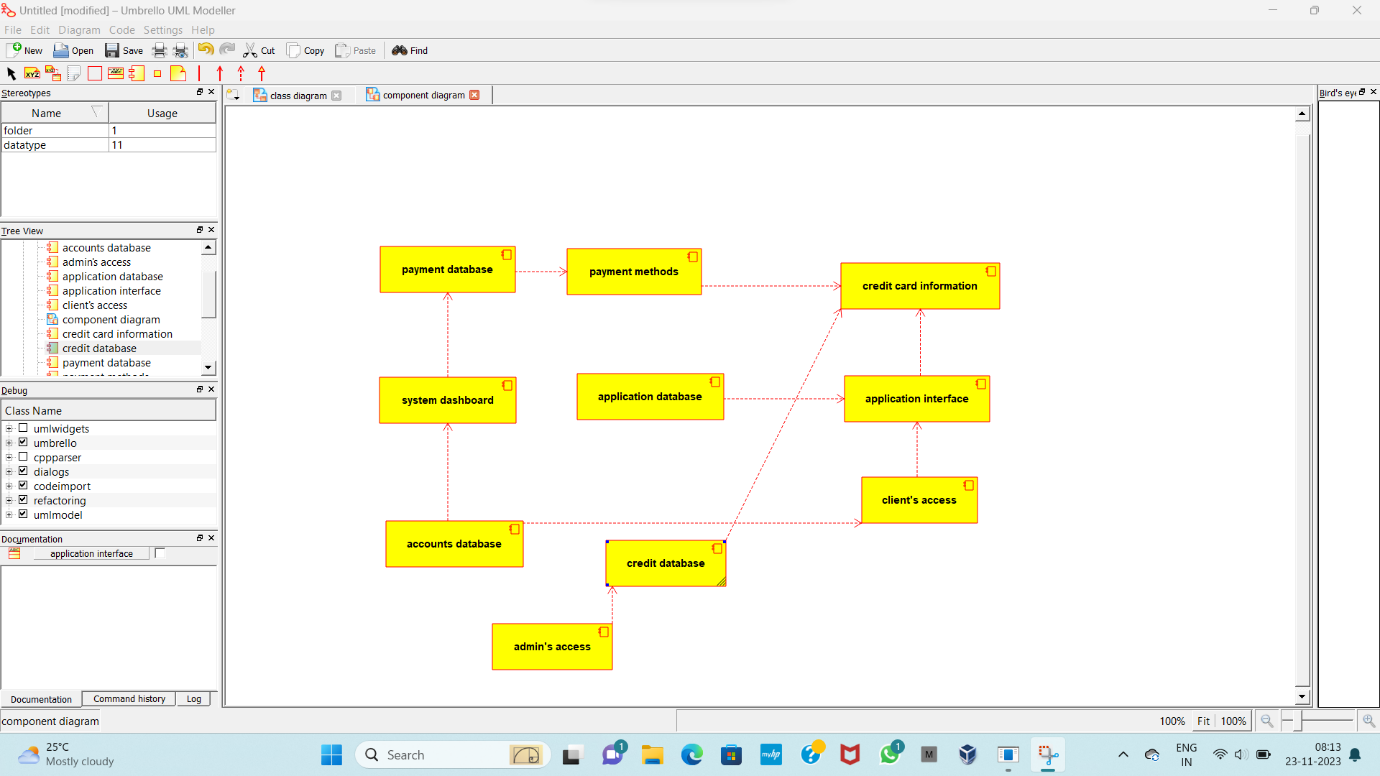 Untitled [modified] – Umbrello UML Modeller
File Edit Diagram Code Settings Help
New Open Save Cut Copy Paste Find
XYZ
Stereotypes
Name Usage
folder 1
datatype 11
Tree View
accounts database
admin's access
application database
application interface
client's access
component diagram
credit card information
credit database
payment database
Debug
Class Name
umlwidgets
umbrello
cppparser
dialogs
codeimport
refactoring
umlmodel
Documentation
application interface
Documentation Command history Log
component diagram
class diagram component diagram
Bird's eye
payment database
payment methods
credit card information
system dashboard
application database
application interface
client's access
accounts database
credit database
admin's access
100% Fit 100%
25°C
Mostly cloudy
Search
1
myhp
1
M
ENG
IN
08:13
23-11-2023